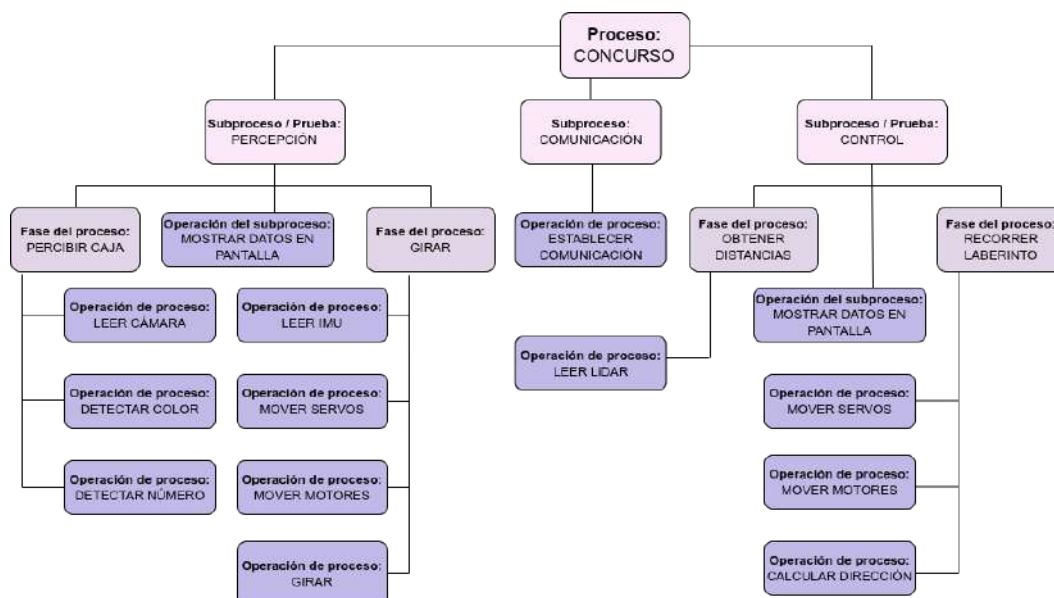 Proceso:
CONCURSO
Subproceso / Prueba:
PERCEPCIÓN
Subproceso:
COMUNICACIÓN
Subproceso / Prueba:
CONTROL
Fase del proceso:
PERCIBIR CAJA
Operación del subproceso:
MOSTRAR DATOS EN
PANTALLA
Fase del proceso:
GIRAR
Operación de proceso:
ESTABLECER
COMUNICACIÓN
Fase del proceso:
OBTENER
DISTANCIAS
Fase del proceso:
RECORRER
LABERINTO
Operación de proceso:
LEER CÁMARA
Operación de proceso:
LEER IMU
Operación del subproceso:
MOSTRAR DATOS EN
PANTALLA
Operación de proceso:
LEER LIDAR
Operación de proceso:
DETECTAR COLOR
Operación de proceso:
MOVER SERVOS
Operación de proceso:
MOVER SERVOS
Operación de proceso:
DETECTAR NÚMERO
Operación de proceso:
MOVER MOTORES
Operación de proceso:
MOVER MOTORES
Operación de proceso:
GIRAR
Operación de proceso:
CALCULAR DIRECCIÓN